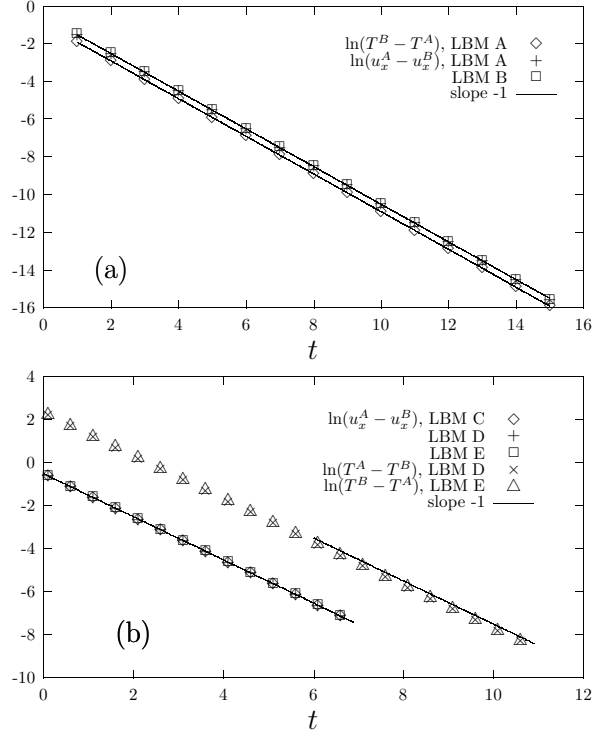 0
-2
-4
-6
-8
-10
-12
-14
-16
ln(T^B − T^A), LBM A
ln(u_x^A − u_x^B), LBM A
LBM B
slope -1
(a)
0 2 4 6 8 10 12 14 16
t
4
2
0
-2
-4
-6
-8
-10
ln(u_x^A − u_x^B), LBM C
LBM D
LBM E
ln(T^A − T^B), LBM D
ln(T^B − T^A), LBM E
slope -1
(b)
0 2 4 6 8 10 12
t